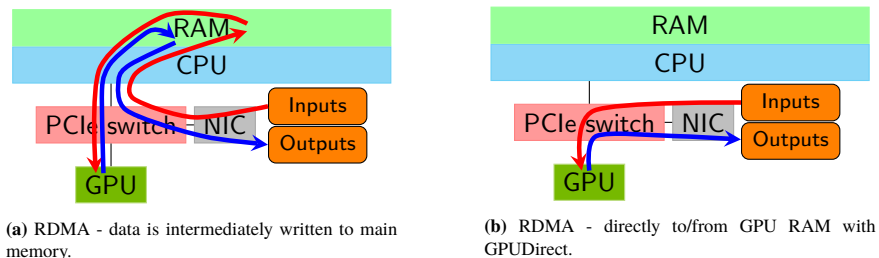 RAM
CPU
Inputs
PCIe switch
NIC
Outputs
GPU
(a) RDMA - data is intermediately written to main
memory.
RAM
CPU
Inputs
PCIe switch
NIC
Outputs
GPU
(b) RDMA - directly to/from GPU RAM with
GPUDirect.